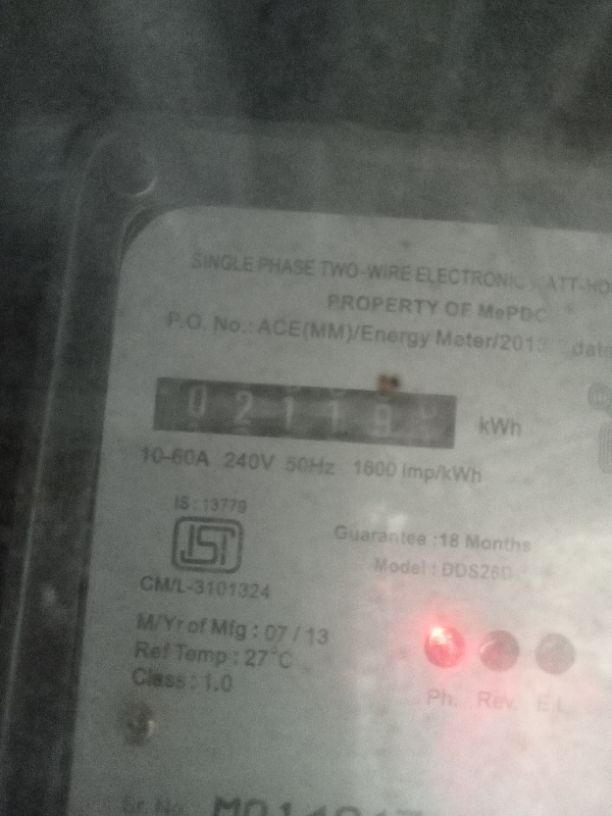 SINGLE PHASE TWO-WIRE ELECTRONIC
PROPERTY OF MePDC
P.O. No.: ACE(MM)/Energy Meter/2013
02119 kWh
10-60A 240V 50Hz 1600 imp/kWh
IS : 13779
ISI
CM/L-3101324
Guarantee :18 Months
Model : DDS26D
M/Yr of Mfg : 07 / 13
Ref Temp : 27°C
Class : 1.0
Ph. Rev. E.L.
Sr. No.